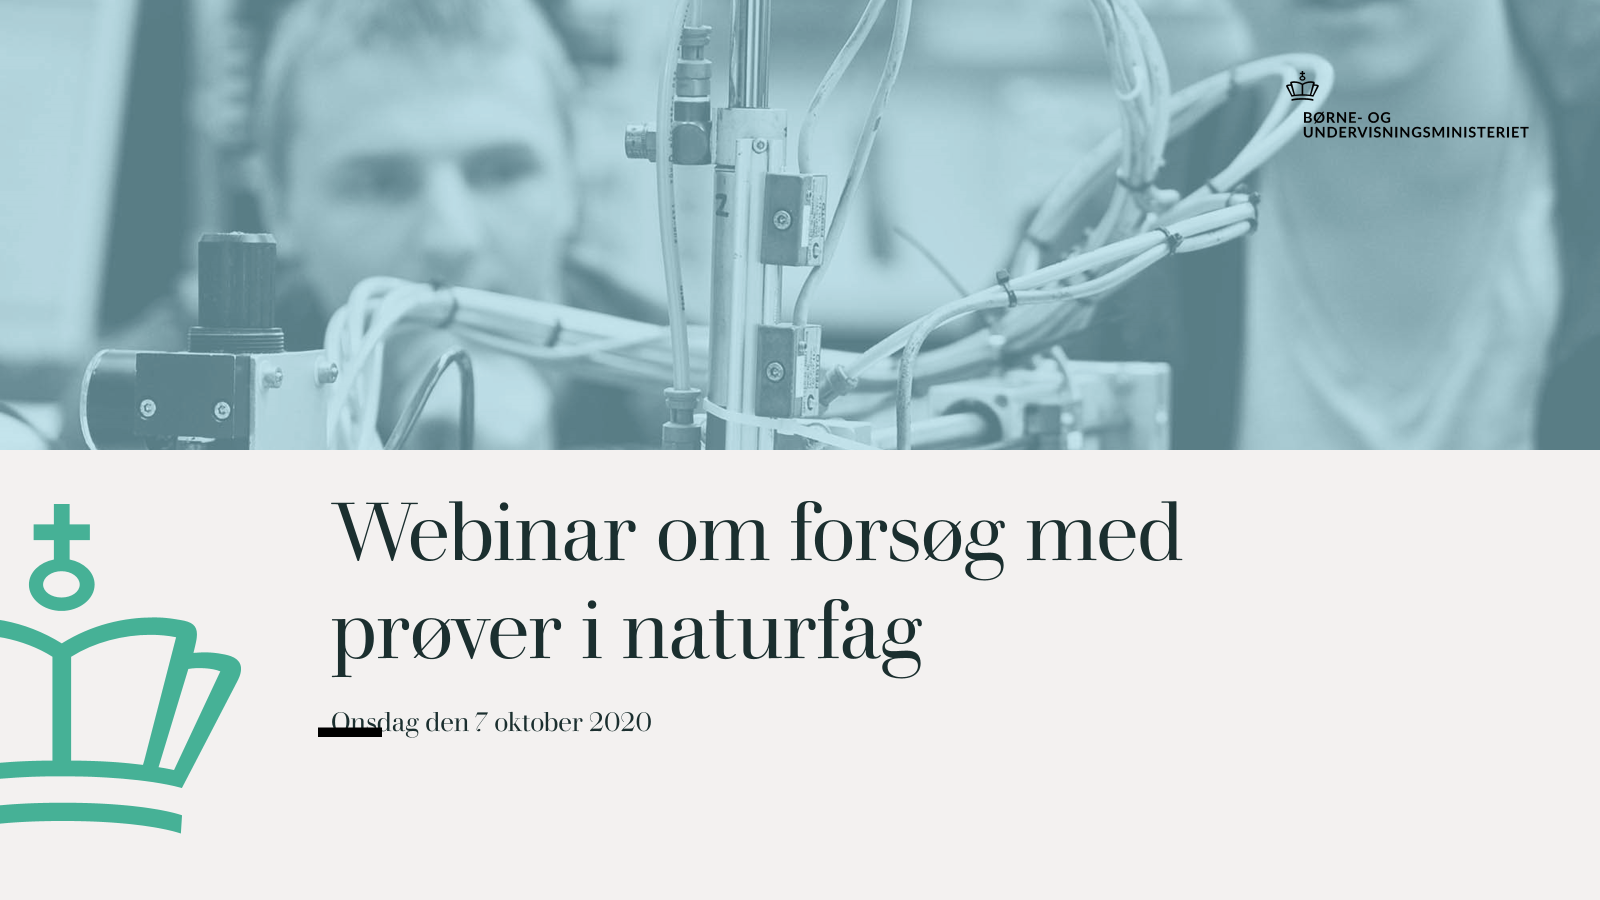 BØRNE- OG
UNDERVISNINGSMINISTERIET
Z
Webinar om forsøg med
prøver i naturfag
Onsdag den 7 oktober 2020